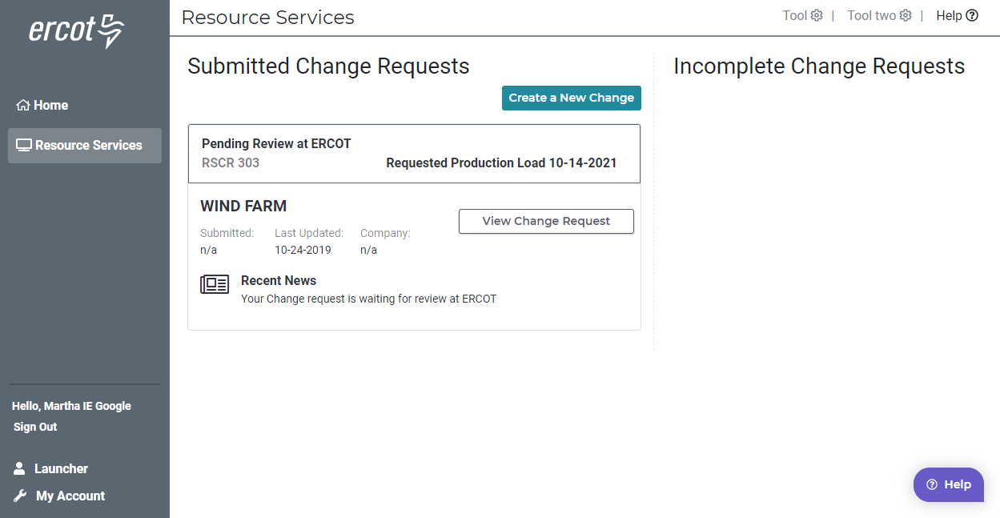 ercot
Resource Services
Tool | Tool two | Help
Home
Resource Services
Submitted Change Requests
Create a New Change
Pending Review at ERCOT
RSCR 303
Requested Production Load 10-14-2021
WIND FARM
View Change Request
Submitted: Last Updated: Company:
n/a 10-24-2019 n/a
Recent News
Your Change request is waiting for review at ERCOT
Incomplete Change Requests
Hello, Martha IE Google
Sign Out
Launcher
My Account
Help